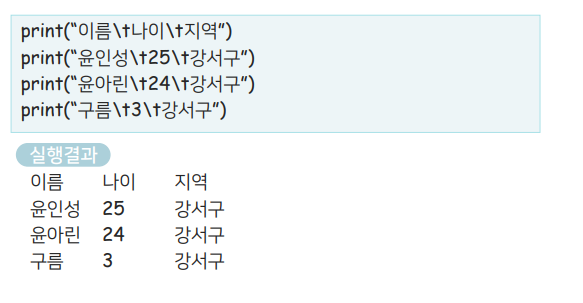 print("이름\t나이\t지역")
print("윤인성\t25\t강서구")
print("윤아린\t24\t강서구")
print("구름\t3\t강서구")
실행결과
이름 나이 지역
윤인성 25 강서구
윤아린 24 강서구
구름 3 강서구